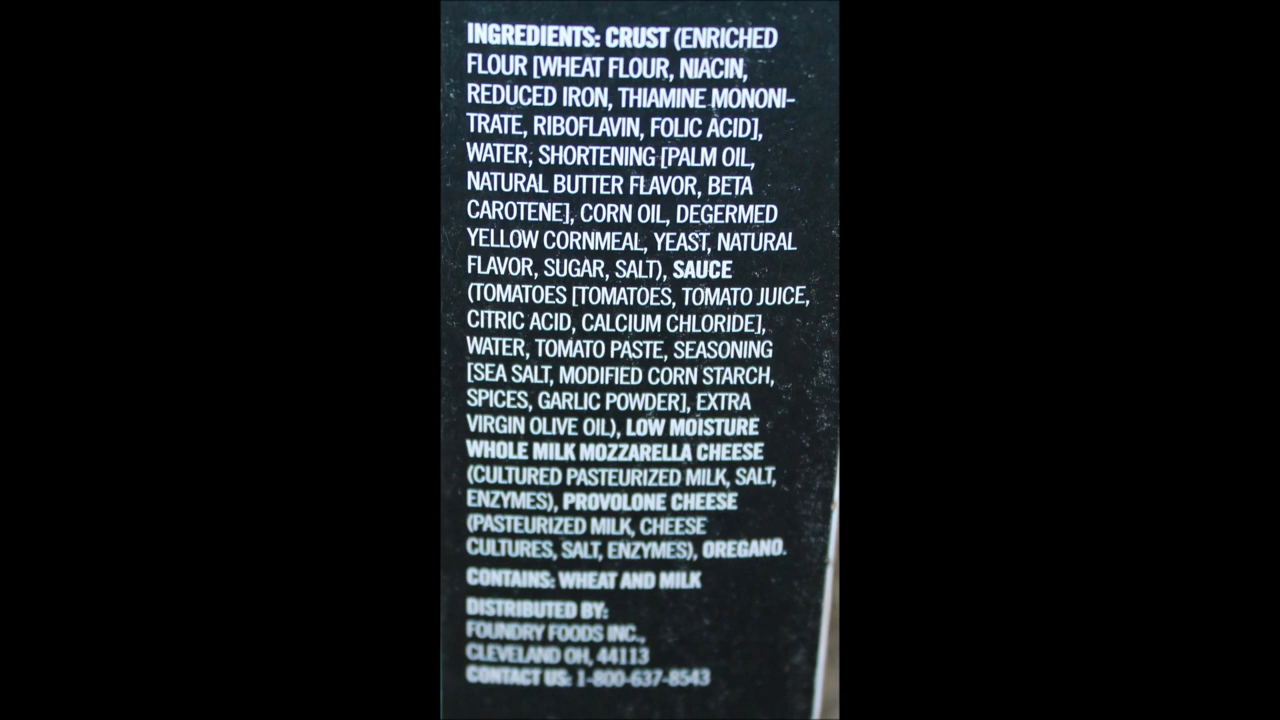 INGREDIENTS: CRUST (ENRICHED
FLOUR [WHEAT FLOUR, NIACIN,
REDUCED IRON, THIAMINE MONONI-
TRATE, RIBOFLAVIN, FOLIC ACID],
WATER, SHORTENING [PALM OIL,
NATURAL BUTTER FLAVOR, BETA
CAROTENE], CORN OIL, DEGERMED
YELLOW CORNMEAL, YEAST, NATURAL
FLAVOR, SUGAR, SALT), SAUCE
(TOMATOES [TOMATOES, TOMATO JUICE,
CITRIC ACID, CALCIUM CHLORIDE],
WATER, TOMATO PASTE, SEASONING
[SEA SALT, MODIFIED CORN STARCH,
SPICES, GARLIC POWDER], EXTRA
VIRGIN OLIVE OIL), LOW MOISTURE
WHOLE MILK MOZZARELLA CHEESE
(CULTURED PASTEURIZED MILK, SALT,
ENZYMES), PROVOLONE CHEESE
(PASTEURIZED MILK, CHEESE
CULTURES, SALT, ENZYMES), OREGANO.
CONTAINS: WHEAT AND MILK
DISTRIBUTED BY:
FOUNDRY FOODS INC.,
CLEVELAND OH, 44113
CONTACT US: 1-800-637-8543